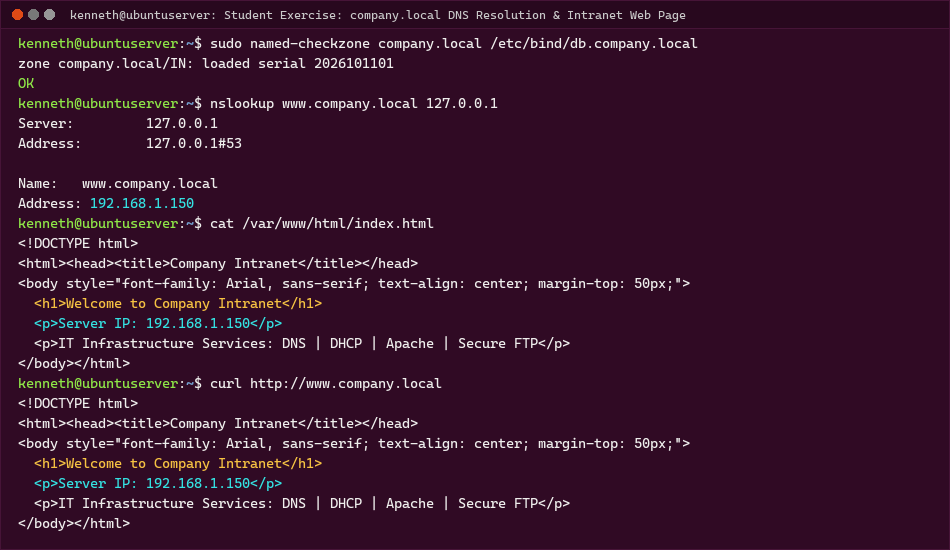 kenneth@ubuntuserver: Student Exercise: company.local DNS Resolution & Intranet Web Page
kenneth@ubuntuserver:~$ sudo named-checkzone company.local /etc/bind/db.company.local
zone company.local/IN: loaded serial 2026101101
OK
kenneth@ubuntuserver:~$ nslookup www.company.local 127.0.0.1
Server:         127.0.0.1
Address:        127.0.0.1#53
Name:   www.company.local
Address: 192.168.1.150
kenneth@ubuntuserver:~$ cat /var/www/html/index.html
<!DOCTYPE html>
<html><head><title>Company Intranet</title></head>
<body style="font-family: Arial, sans-serif; text-align: center; margin-top: 50px;">
  <h1>Welcome to Company Intranet</h1>
  <p>Server IP: 192.168.1.150</p>
  <p>IT Infrastructure Services: DNS | DHCP | Apache | Secure FTP</p>
</body></html>
kenneth@ubuntuserver:~$ curl http://www.company.local
<!DOCTYPE html>
<html><head><title>Company Intranet</title></head>
<body style="font-family: Arial, sans-serif; text-align: center; margin-top: 50px;">
  <h1>Welcome to Company Intranet</h1>
  <p>Server IP: 192.168.1.150</p>
  <p>IT Infrastructure Services: DNS | DHCP | Apache | Secure FTP</p>
</body></html>